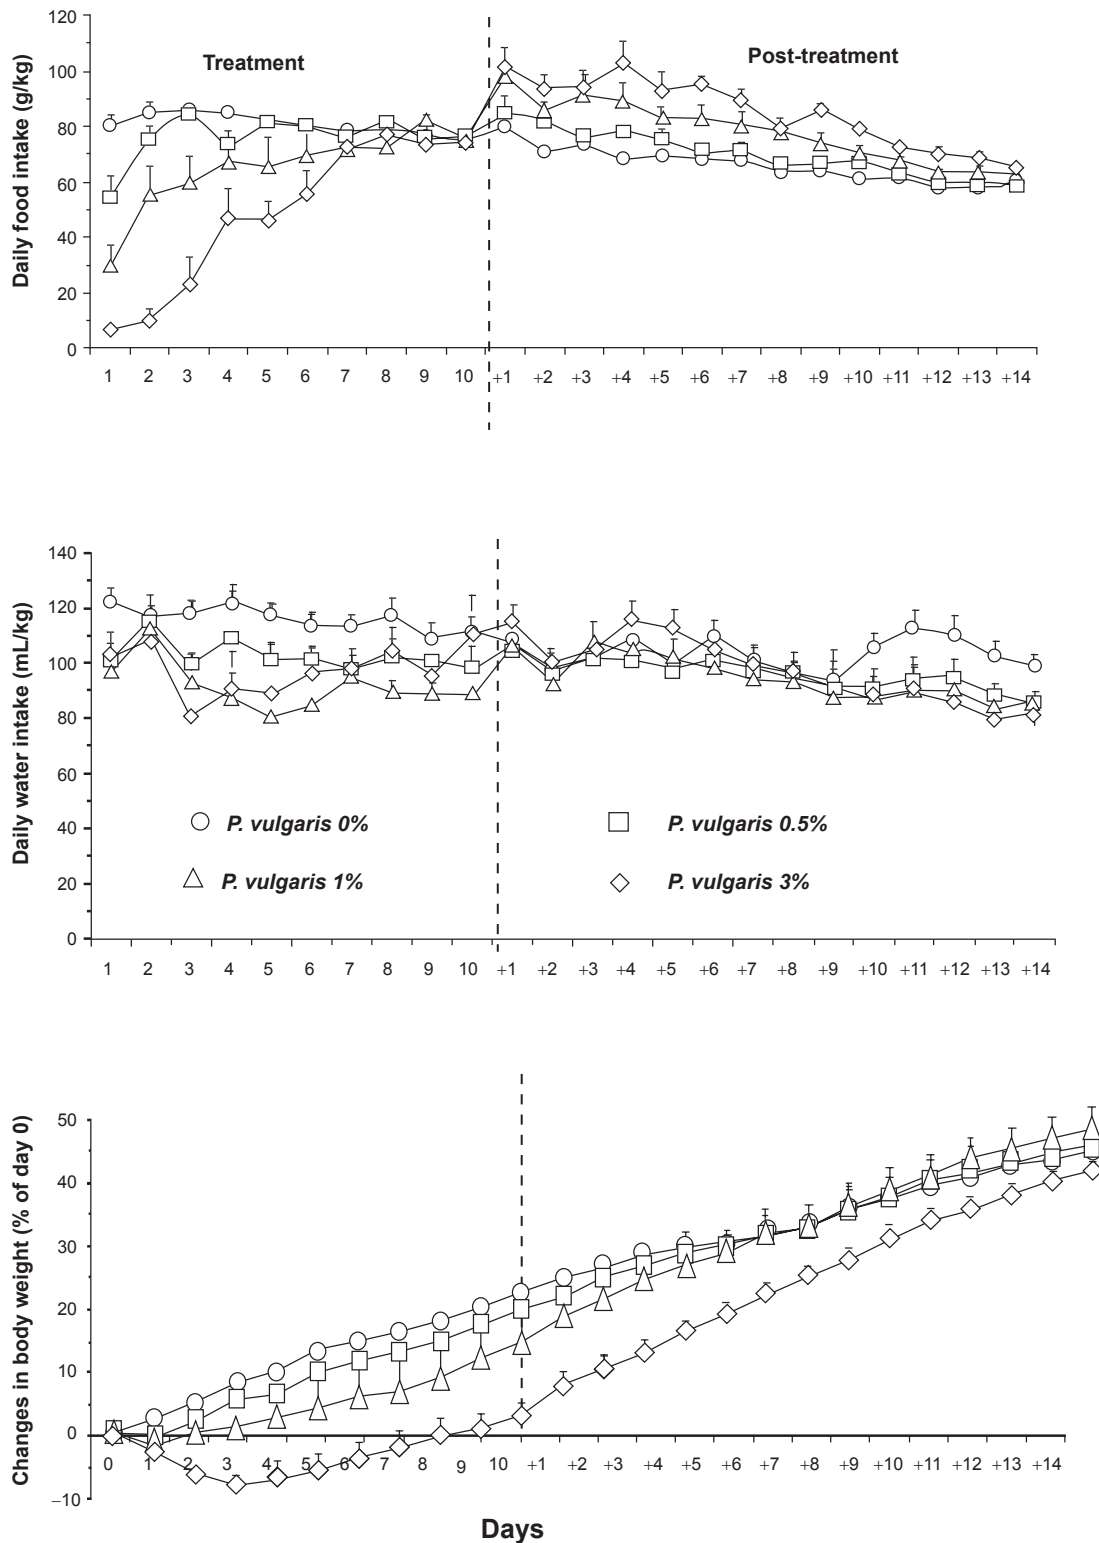 120
100
80
60
40
20
0
Daily food intake (g/kg)
Treatment
Post-treatment
1 2 3 4 5 6 7 8 9 10 +1 +2 +3 +4 +5 +6 +7 +8 +9 +10 +11 +12 +13 +14
140
120
100
80
60
40
20
0
Daily water intake (mL/kg)
P. vulgaris 0%
P. vulgaris 0.5%
P. vulgaris 1%
P. vulgaris 3%
1 2 3 4 5 6 7 8 9 10 +1 +2 +3 +4 +5 +6 +7 +8 +9 +10 +11 +12 +13 +14
50
40
30
20
10
0
−10
Changes in body weight (% of day 0)
0 1 2 3 4 5 6 7 8 9 10 +1 +2 +3 +4 +5 +6 +7 +8 +9 +10 +11 +12 +13 +14
Days